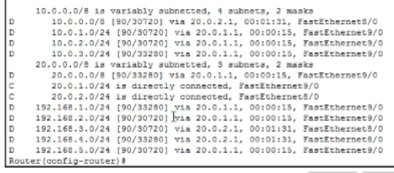 10.0.0.0/8 is variably subnetted, 4 subnets, 2 masks
D 10.0.0.0/8 [90/30720] via 20.0.2.1, 00:01:31, FastEthernet8/0
D 10.0.1.0/24 [90/30720] via 20.0.1.1, 00:00:15, FastEthernet9/0
D 10.0.2.0/24 [90/30720] via 20.0.1.1, 00:00:15, FastEthernet9/0
D 10.0.3.0/24 [90/33280] via 20.0.1.1, 00:00:15, FastEthernet9/0
20.0.0.0/8 is variably subnetted, 3 subnets, 2 masks
D 20.0.0.0/8 [90/33280] via 20.0.1.1, 00:00:15, FastEthernet9/0
C 20.0.1.0/24 is directly connected, FastEthernet9/0
C 20.0.2.0/24 is directly connected, FastEthernet8/0
D 192.168.1.0/24 [90/33280] via 20.0.1.1, 00:00:15, FastEthernet9/0
D 192.168.2.0/24 [90/30720] via 20.0.1.1, 00:00:15, FastEthernet9/0
D 192.168.3.0/24 [90/30720] via 20.0.2.1, 00:01:31, FastEthernet8/0
D 192.168.4.0/24 [90/33280] via 20.0.2.1, 00:01:31, FastEthernet8/0
D 192.168.5.0/24 [90/30720] via 20.0.1.1, 00:00:15, FastEthernet9/0
Router(config-router)#